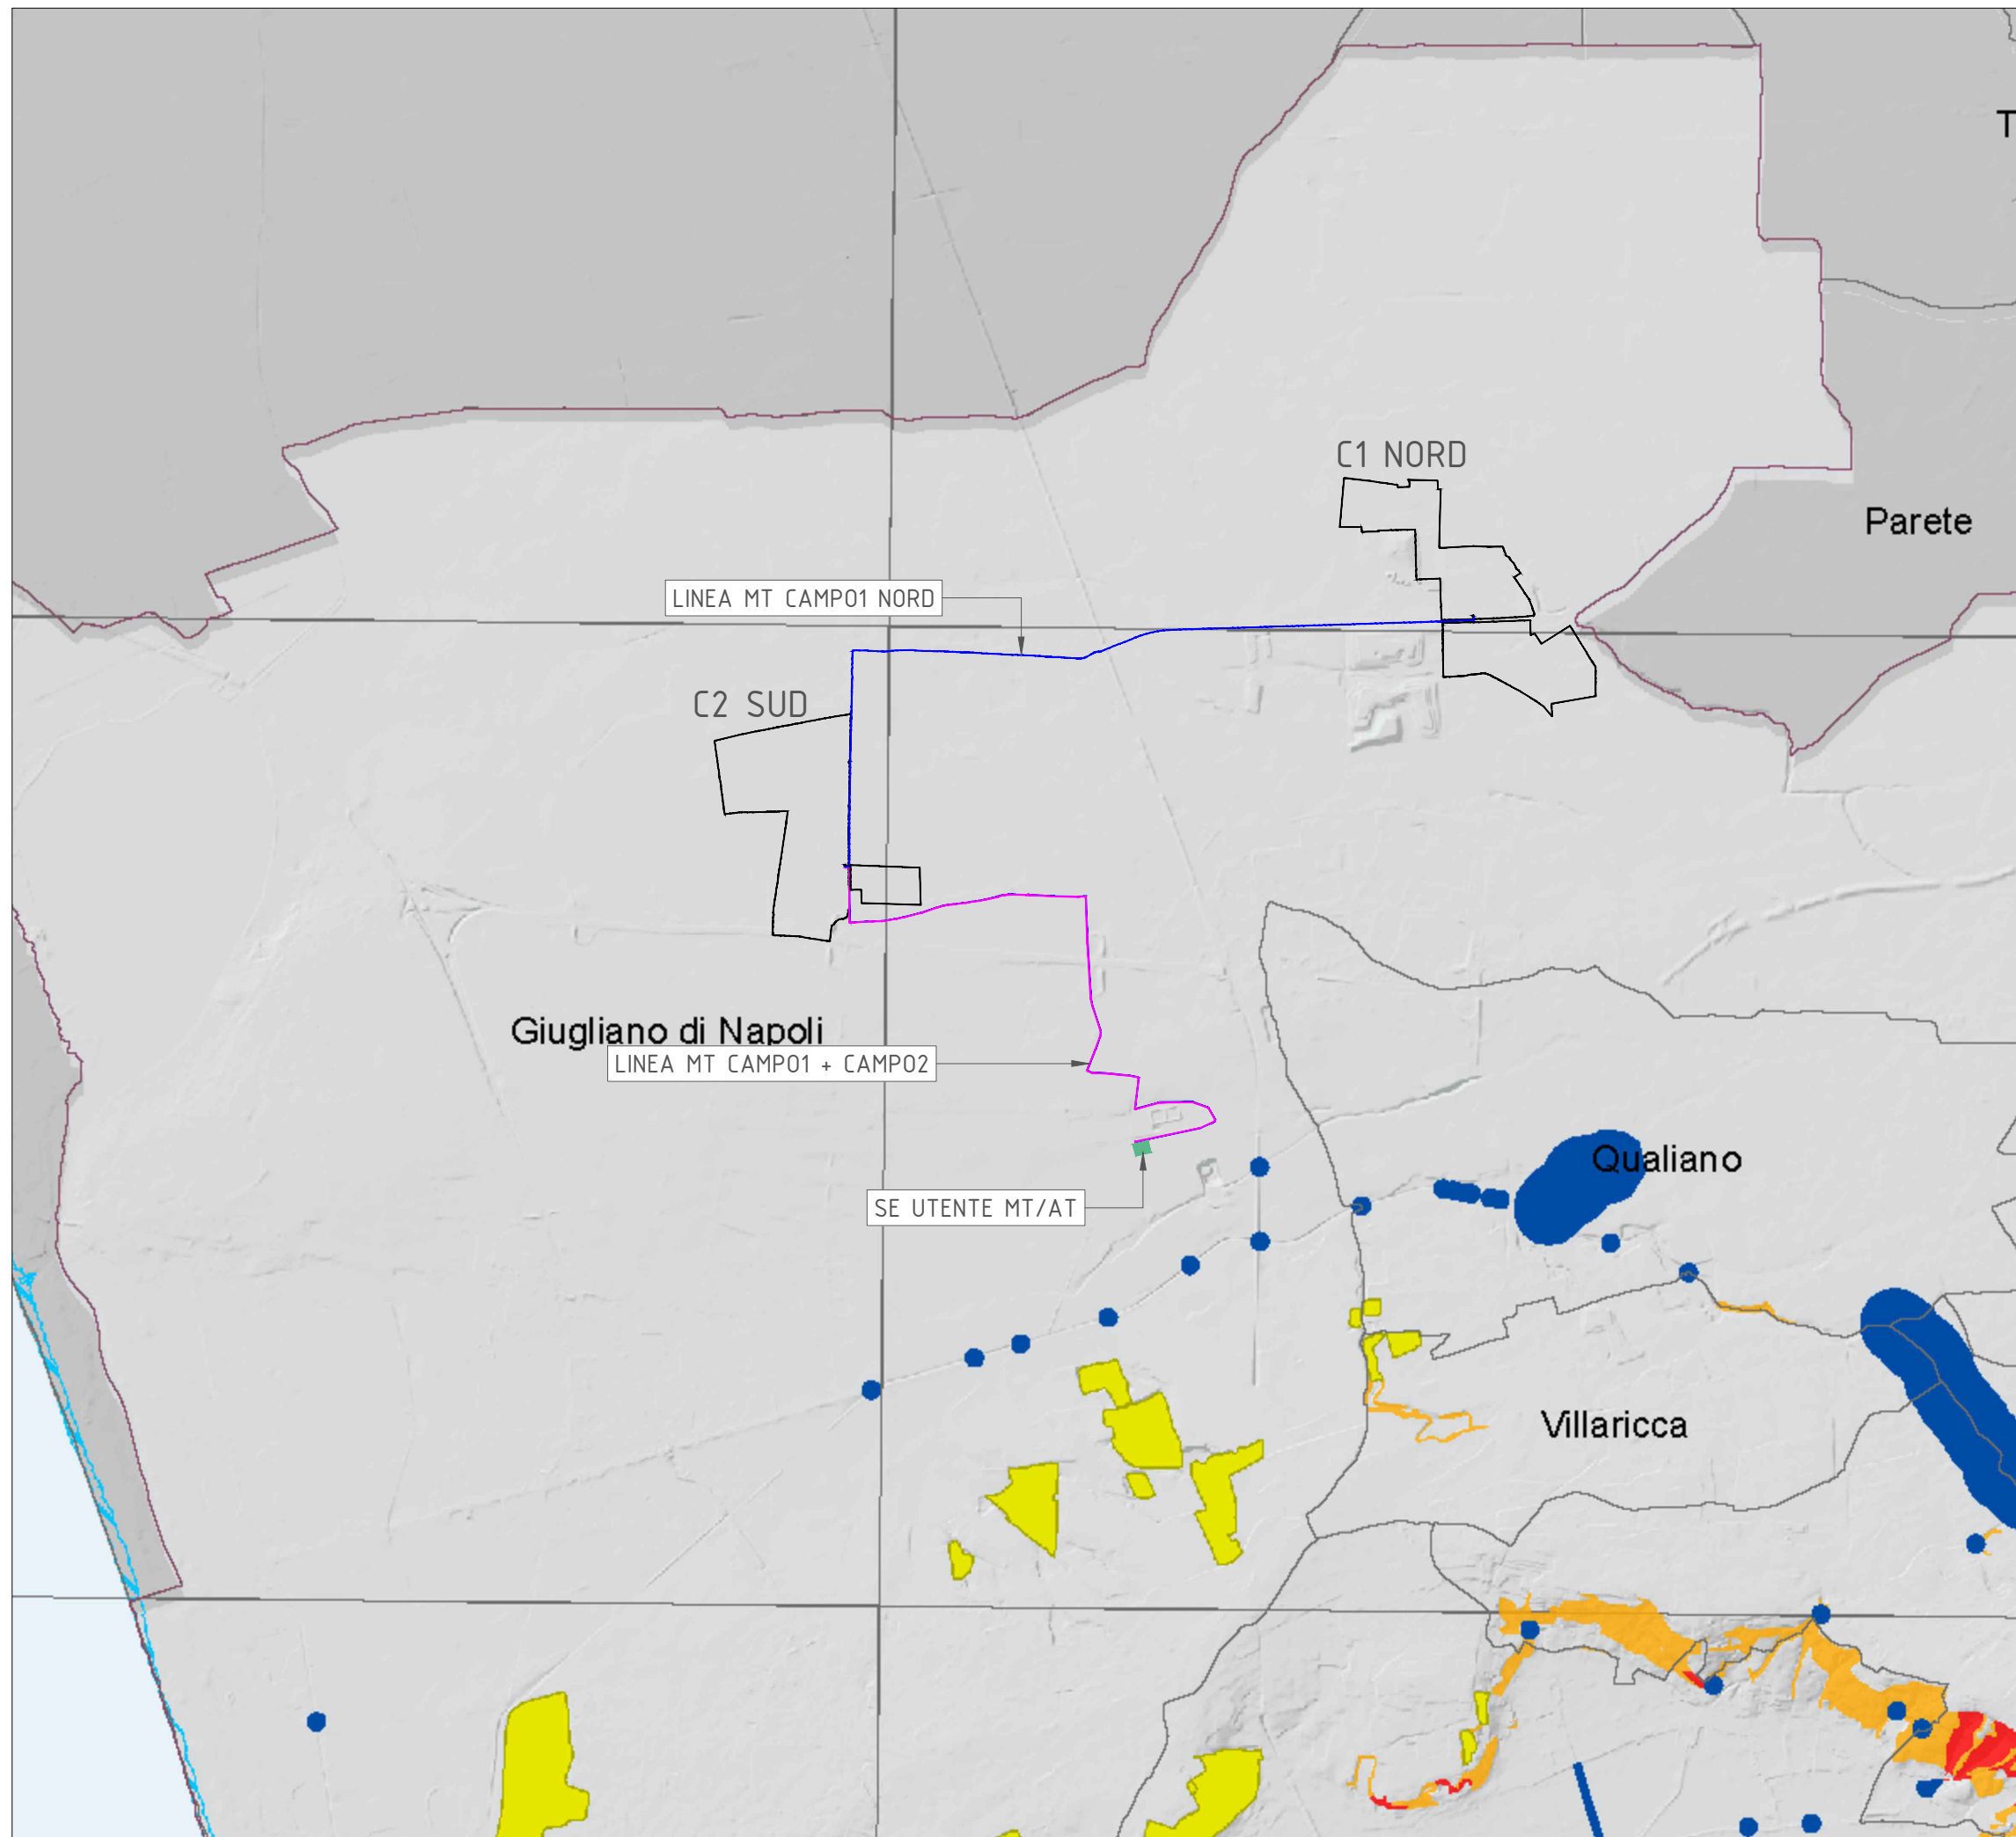 T
C1 NORD
Parete
LINEA MT CAMPO1 NORD
C2 SUD
Giugliano di Napoli
LINEA MT CAMPO1 + CAMPO2
Qualiano
SE UTENTE MT/AT
Villaricca